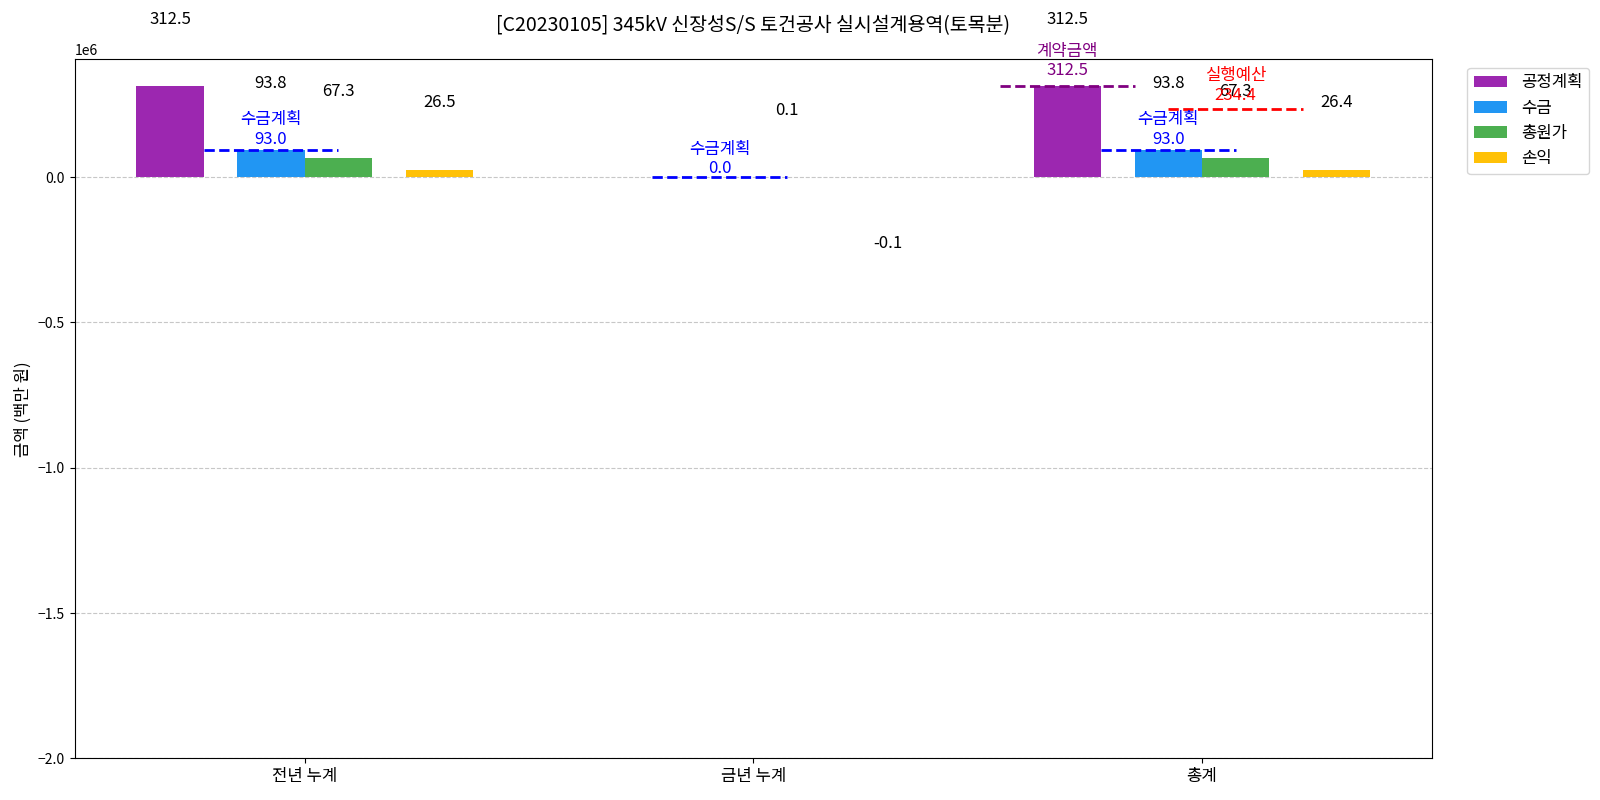 [C20230105] 345kV 신장성S/S 토건공사 실시설계용역(토목분)
1e6
금액 (백만 원)
0.0
−0.5
−1.0
−1.5
−2.0
312.5
93.8
67.3
26.5
수금계획
93.0
0.1
수금계획
0.0
-0.1
312.5
계약금액
312.5
93.8
수금계획
93.0
실행예산
234.4
67.3
26.4
전년 누계
금년 누계
총계
공정계획
수금
총원가
손익